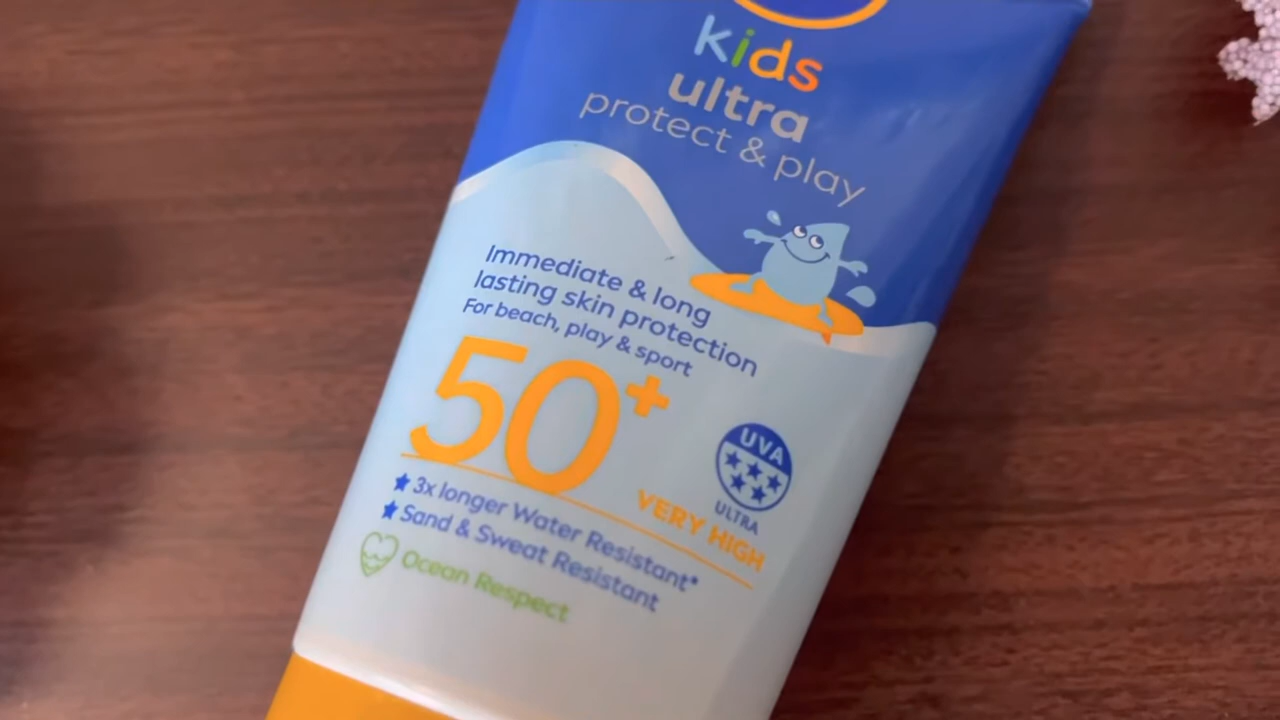 kids
ultra
protect & play
Immediate & long
lasting skin protection
For beach, play & sport
50+
UVA
ULTRA
VERY HIGH
3x longer Water Resistant*
Sand & Sweat Resistant
Ocean Respect